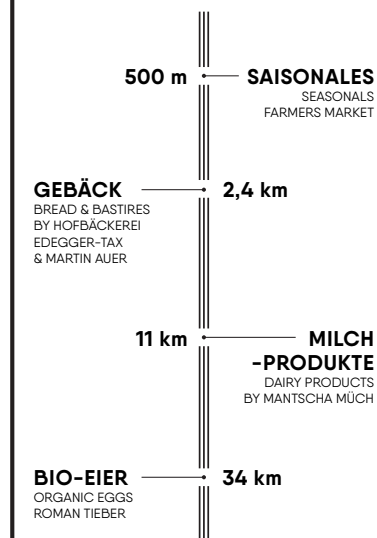 500 m
SAISONALES
SEASONALS
FARMERS MARKET
GEBÄCK
BREAD & BASTIRES
BY HOFBÄCKEREI
EDEGGER-TAX
& MARTIN AUER
2,4 km
11 km
MILCH
-PRODUKTE
DAIRY PRODUCTS
BY MANTSCHA MÜCH
BIO-EIER
ORGANIC EGGS
ROMAN TIEBER
34 km